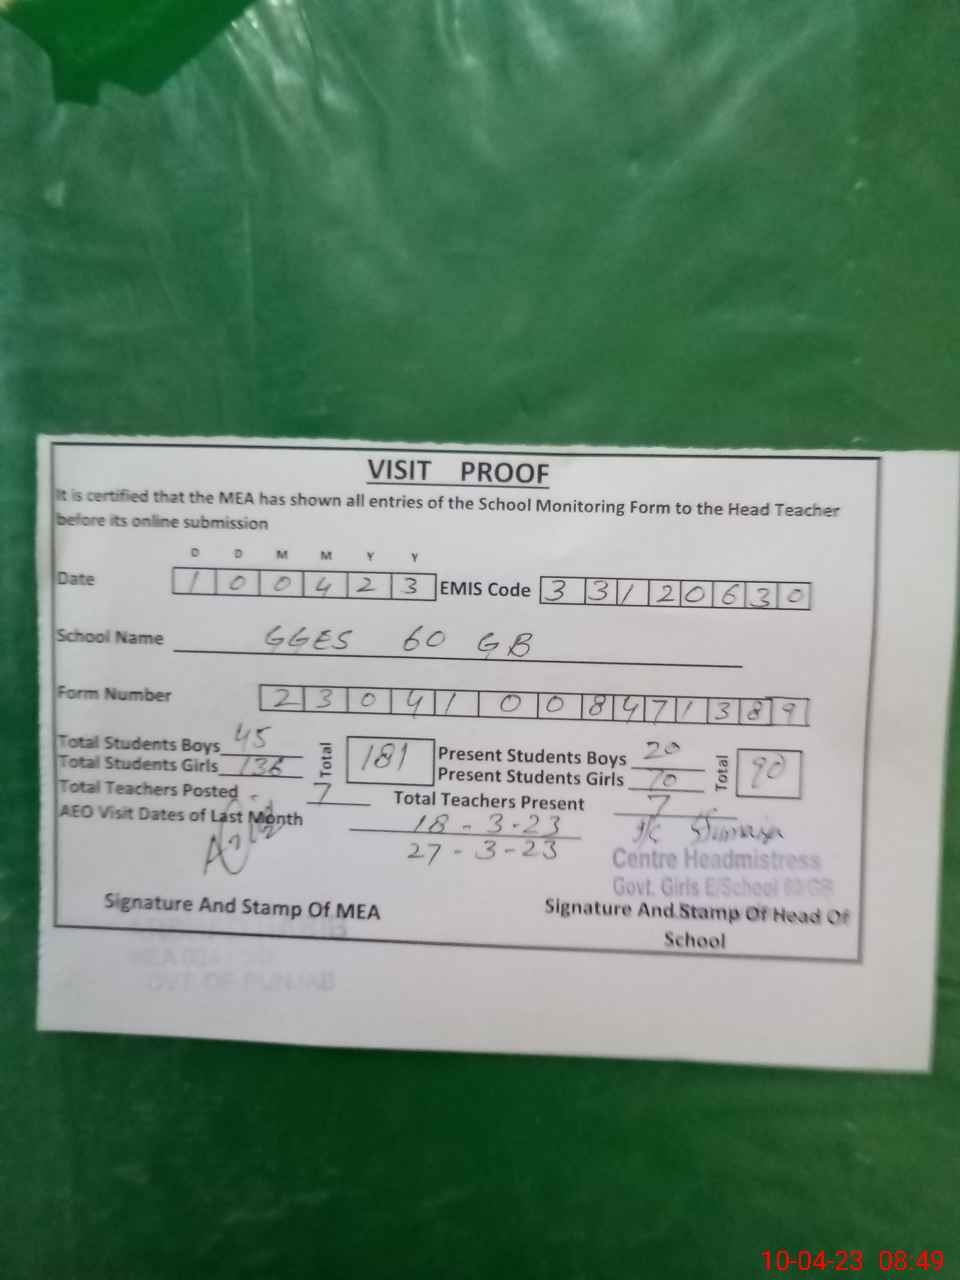 VISIT PROOF
It is certified that the MEA has shown all entries of the School Monitoring Form to the Head Teacher
before its online submission
D D M M Y Y
Date 1 0 0 4 2 3 EMIS Code 3 3 1 2 0 6 3 0
School Name GGES 60 GB
Form Number 2 3 0 4 1 0 0 8 4 7 1 3 8 9
Total Students Boys 45 Total 181 Present Students Boys 20 Total 90
Total Students Girls 136 Present Students Girls 70
Total Teachers Posted 7 Total Teachers Present 7
AEO Visit Dates of Last Month 18-3-23
27-3-23
Centre Headmistress
Govt. Girls E/School 60/GB
Signature And Stamp Of MEA Signature And Stamp Of Head Of
School
OVT. OF PUNJAB
10-04-23 08:49